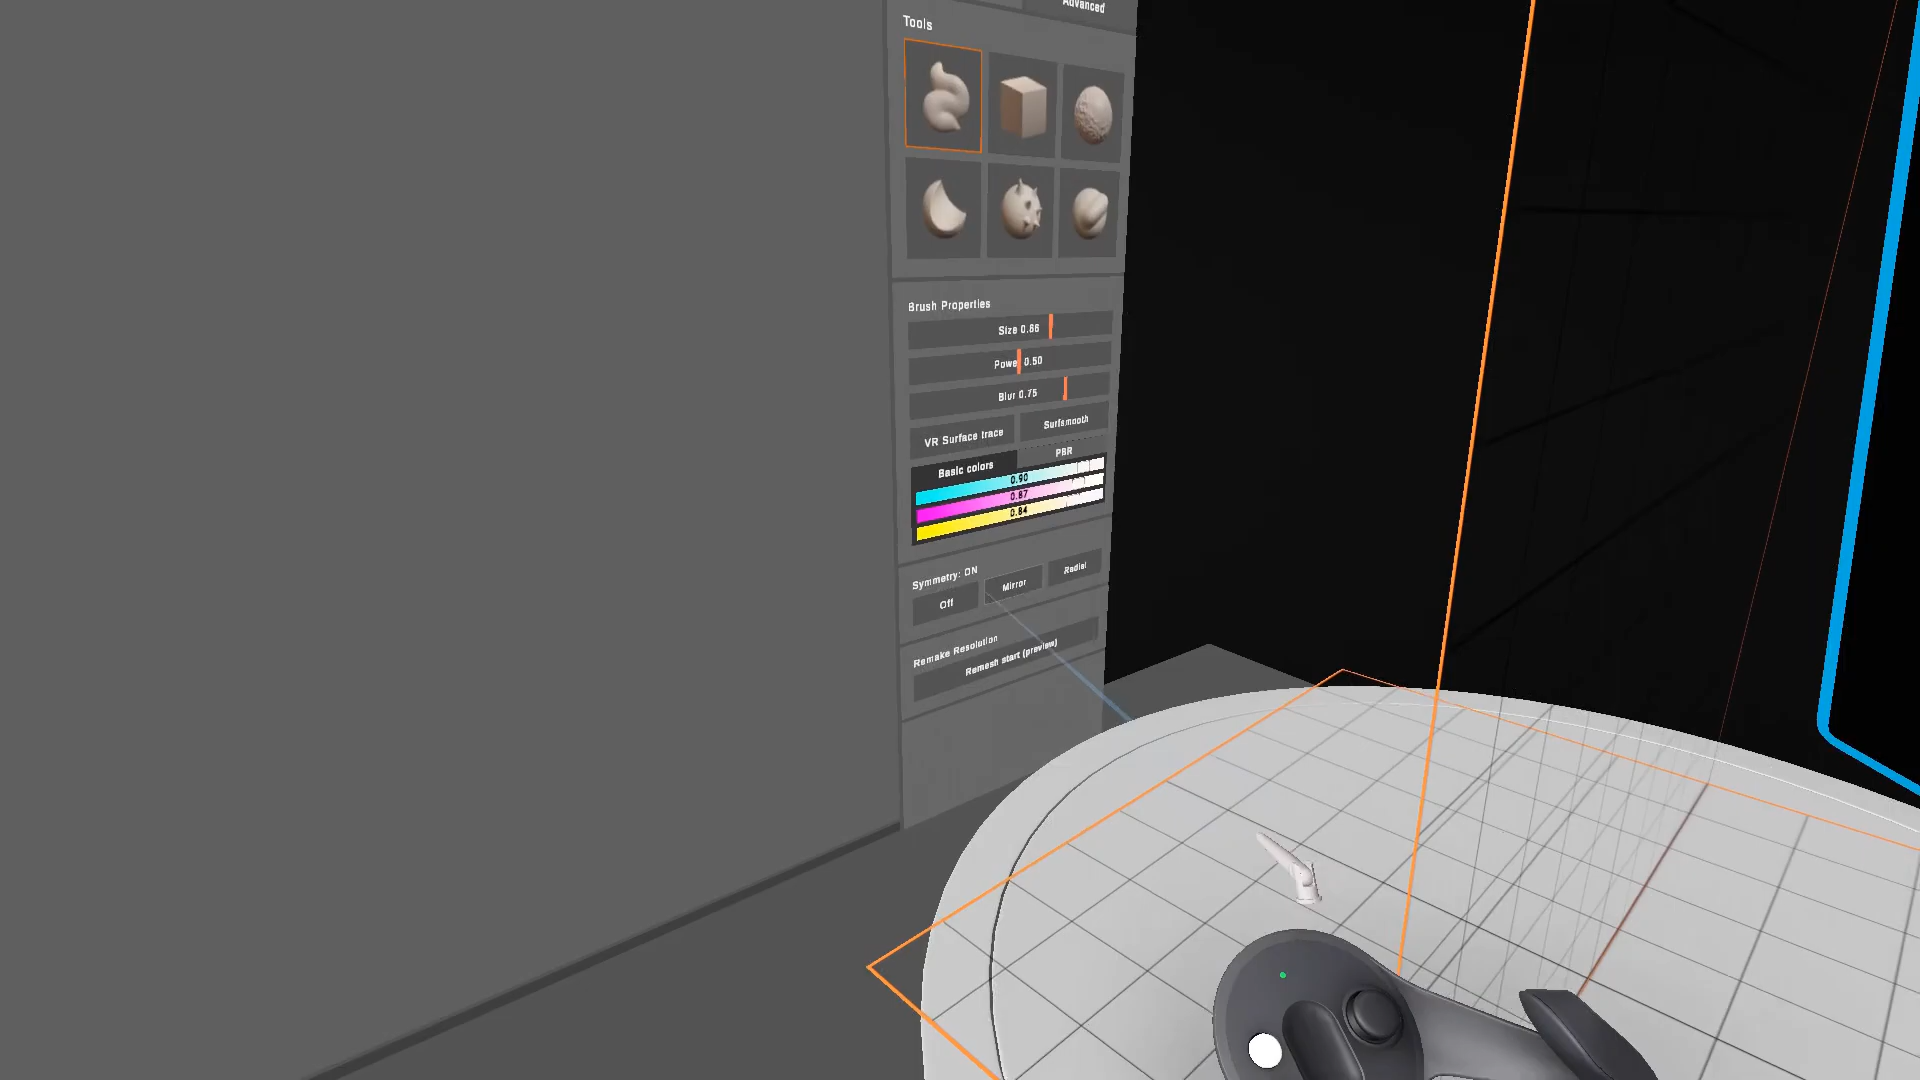 Advanced
Tools
Brush Properties
Size 0.86
Power 0.50
Blur 0.75
VR Surface trace
Surfsmooth
Basic colors
PBR
0.90
0.87
0.84
Symmetry: ON
Off
Mirror
Radial
Remake Resolution
Remesh start (preview)